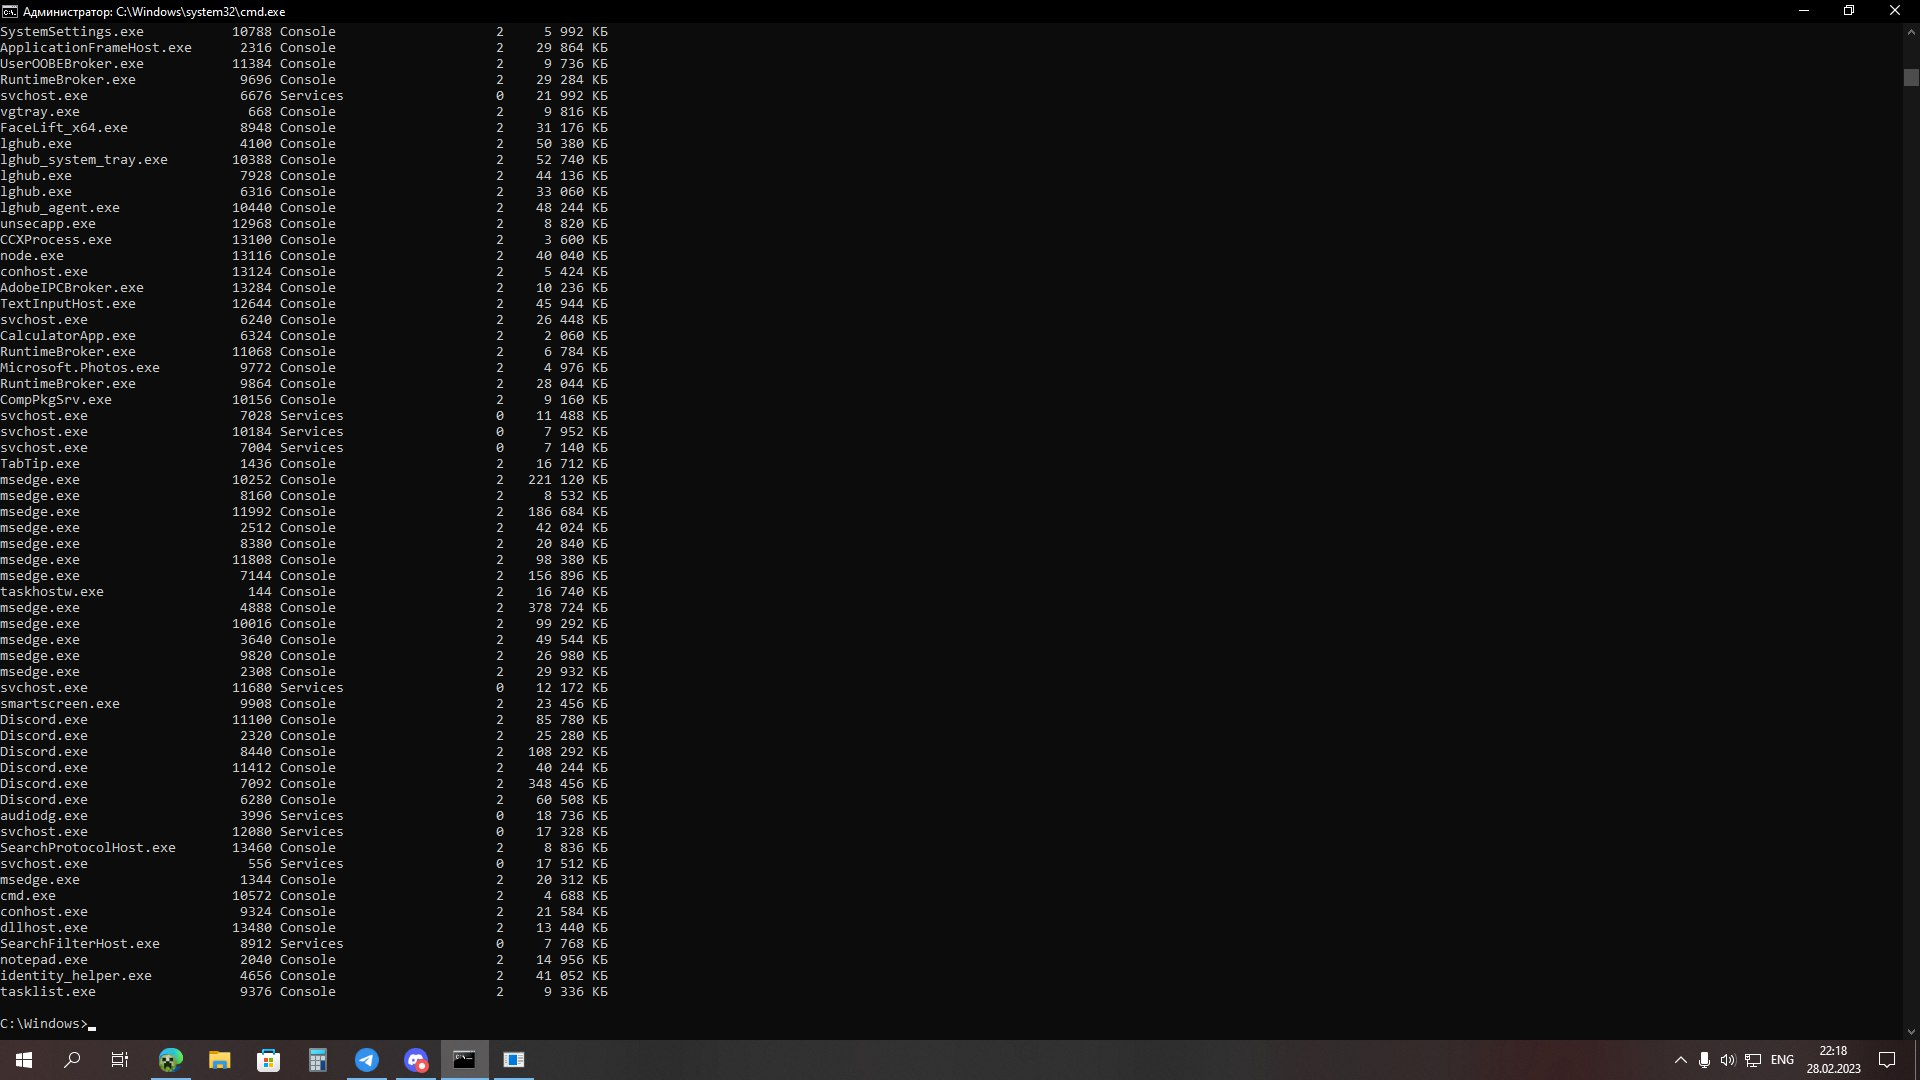 Администратор: C:\Windows\system32\cmd.exe
SystemSettings.exe 10788 Console 2 5 992 КБ
ApplicationFrameHost.exe 2316 Console 2 29 864 КБ
UserOOBEBroker.exe 11384 Console 2 9 736 КБ
RuntimeBroker.exe 9696 Console 2 29 284 КБ
svchost.exe 6676 Services 0 21 992 КБ
vgtray.exe 668 Console 2 9 816 КБ
FaceLift_x64.exe 8948 Console 2 31 176 КБ
lghub.exe 4100 Console 2 50 380 КБ
lghub_system_tray.exe 10388 Console 2 52 740 КБ
lghub.exe 7928 Console 2 44 136 КБ
lghub.exe 6316 Console 2 33 060 КБ
lghub_agent.exe 10440 Console 2 48 244 КБ
unsecapp.exe 12968 Console 2 8 820 КБ
CCXProcess.exe 13100 Console 2 3 600 КБ
node.exe 13116 Console 2 40 040 КБ
conhost.exe 13124 Console 2 5 424 КБ
AdobeIPCBroker.exe 13284 Console 2 10 236 КБ
TextInputHost.exe 12644 Console 2 45 944 КБ
svchost.exe 6240 Console 2 26 448 КБ
CalculatorApp.exe 6324 Console 2 2 060 КБ
RuntimeBroker.exe 11068 Console 2 6 784 КБ
Microsoft.Photos.exe 9772 Console 2 4 976 КБ
RuntimeBroker.exe 9864 Console 2 28 044 КБ
CompPkgSrv.exe 10156 Console 2 9 160 КБ
svchost.exe 7028 Services 0 11 488 КБ
svchost.exe 10184 Services 0 7 952 КБ
svchost.exe 7004 Services 0 7 140 КБ
TabTip.exe 1436 Console 2 16 712 КБ
msedge.exe 10252 Console 2 221 120 КБ
msedge.exe 8160 Console 2 8 532 КБ
msedge.exe 11992 Console 2 186 684 КБ
msedge.exe 2512 Console 2 42 024 КБ
msedge.exe 8380 Console 2 20 840 КБ
msedge.exe 11808 Console 2 98 380 КБ
msedge.exe 7144 Console 2 156 896 КБ
taskhostw.exe 144 Console 2 16 740 КБ
msedge.exe 4888 Console 2 378 724 КБ
msedge.exe 10016 Console 2 99 292 КБ
msedge.exe 3640 Console 2 49 544 КБ
msedge.exe 9820 Console 2 26 980 КБ
msedge.exe 2308 Console 2 29 932 КБ
svchost.exe 11680 Services 0 12 172 КБ
smartscreen.exe 9908 Console 2 23 456 КБ
Discord.exe 11100 Console 2 85 780 КБ
Discord.exe 2320 Console 2 25 280 КБ
Discord.exe 8440 Console 2 108 292 КБ
Discord.exe 11412 Console 2 40 244 КБ
Discord.exe 7092 Console 2 348 456 КБ
Discord.exe 6280 Console 2 60 508 КБ
audiodg.exe 3996 Services 0 18 736 КБ
svchost.exe 12080 Services 0 17 328 КБ
SearchProtocolHost.exe 13460 Console 2 8 836 КБ
svchost.exe 556 Services 0 17 512 КБ
msedge.exe 1344 Console 2 20 312 КБ
cmd.exe 10572 Console 2 4 688 КБ
conhost.exe 9324 Console 2 21 584 КБ
dllhost.exe 13480 Console 2 13 440 КБ
SearchFilterHost.exe 8912 Services 0 7 768 КБ
notepad.exe 2040 Console 2 14 956 КБ
identity_helper.exe 4656 Console 2 41 052 КБ
tasklist.exe 9376 Console 2 9 336 КБ
C:\Windows>
ENG
22:18
28.02.2023